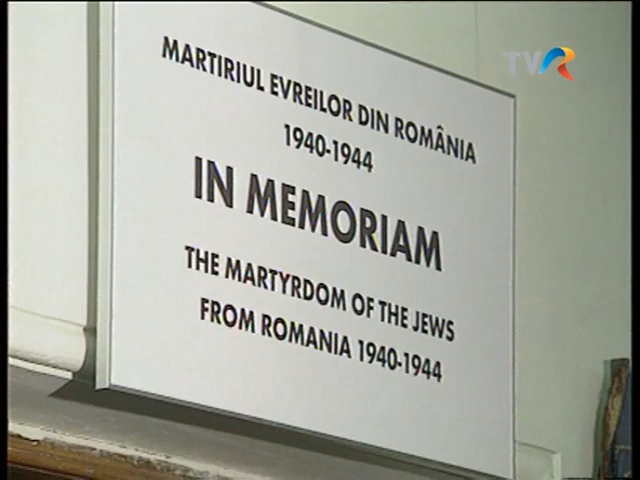 TVR
MARTIRIUL EVREILOR DIN ROMÂNIA
1940-1944
IN MEMORIAM
THE MARTYRDOM OF THE JEWS
FROM ROMANIA 1940-1944